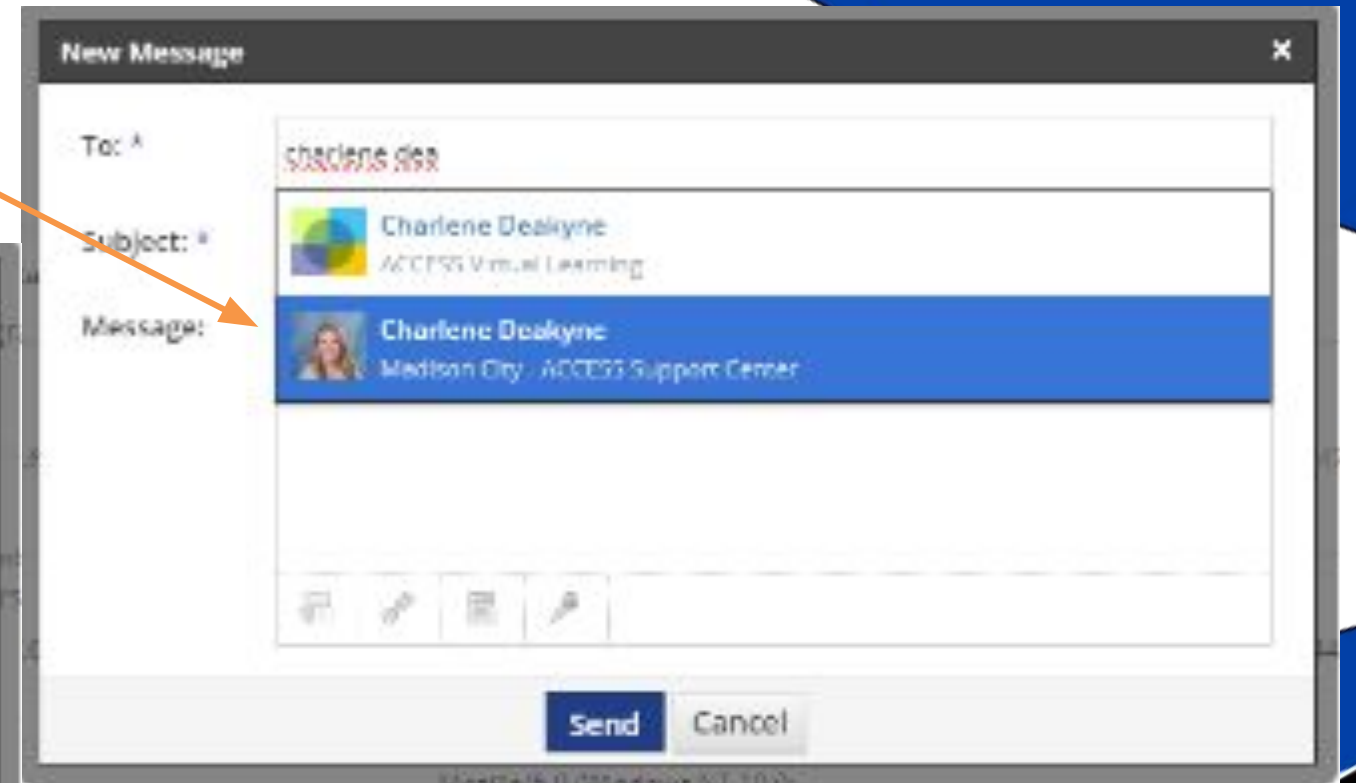 New Message
To: *
charlene dea
Subject: *
Charlene Deakyne
ACCESS Virtual Learning
Message:
Charlene Deakyne
Madison City - ACCESS Support Center
Send
Cancel